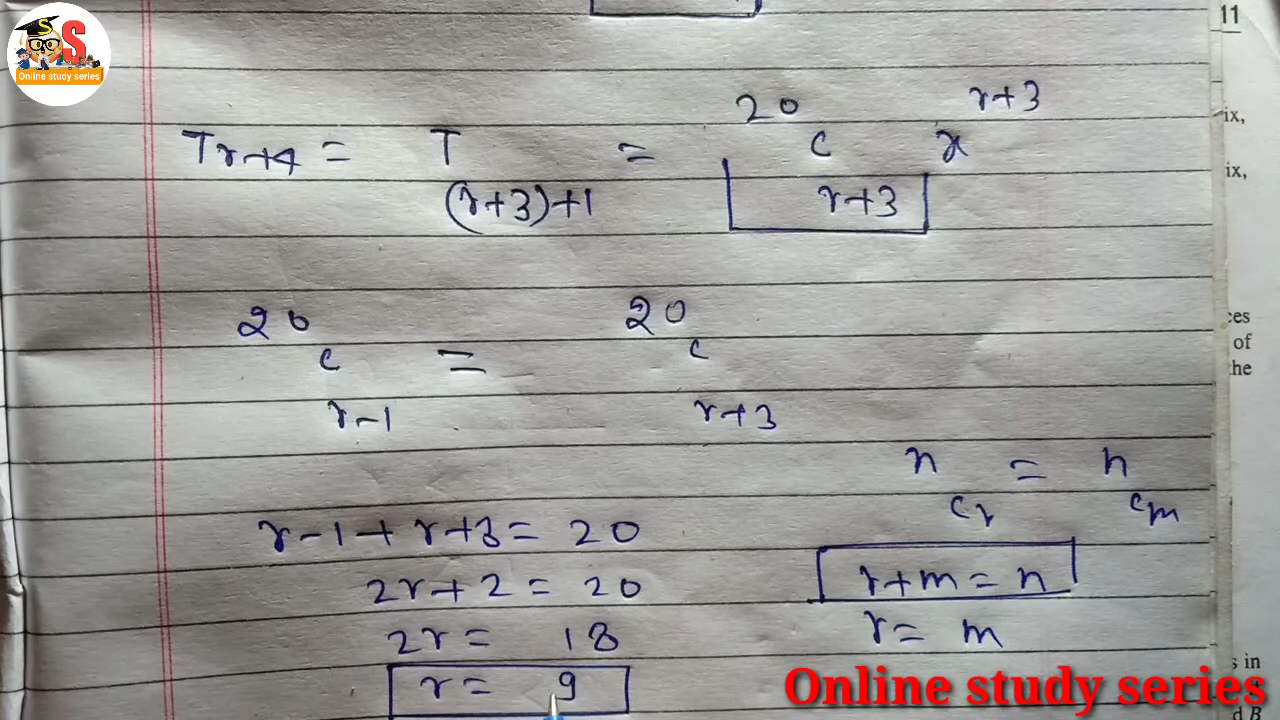 S S
Online study series
11
ix,
T r+4 = T (r+3)+1 = 20 C r+3 x r+3
ix,
20 C r-1 = 20 C r+3
ces
of
the
n Cr = n Cm
r-1+r+3 = 20
2r+2 = 20
r+m = n
2r = 18
r = m
r = 9
s in
Online study series
d B